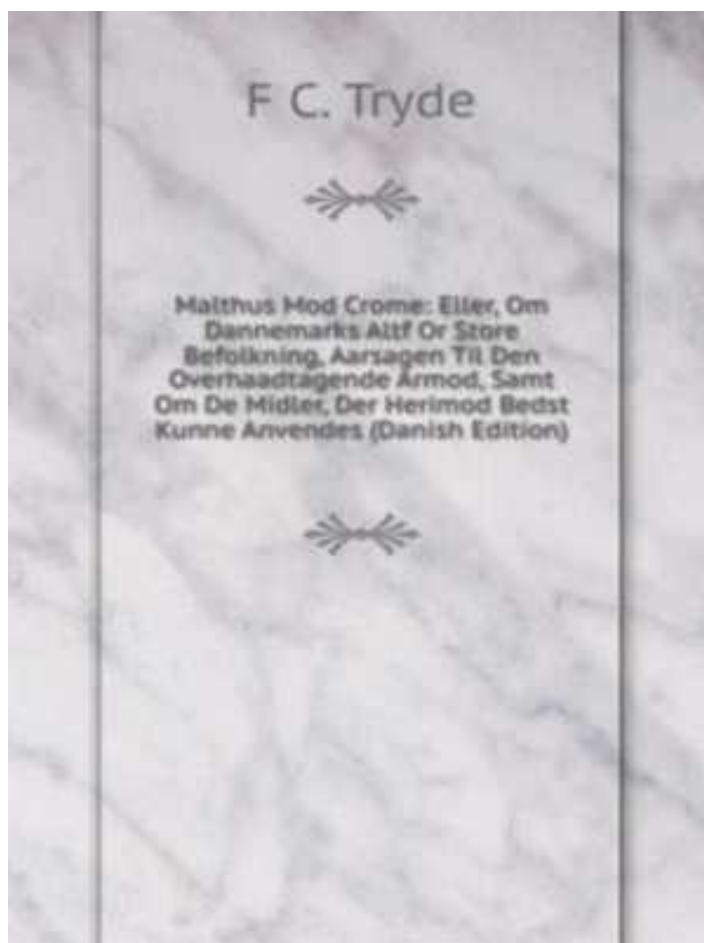 F C. Tryde
Malthus Mod Crome: Eller, Om
Dannemarks Altf Or Store
Befolkning, Aarsagen Til Den
Overhaadtagende Armod, Samt
Om De Midler, Der Herimod Bedst
Kunne Anvendes (Danish Edition)